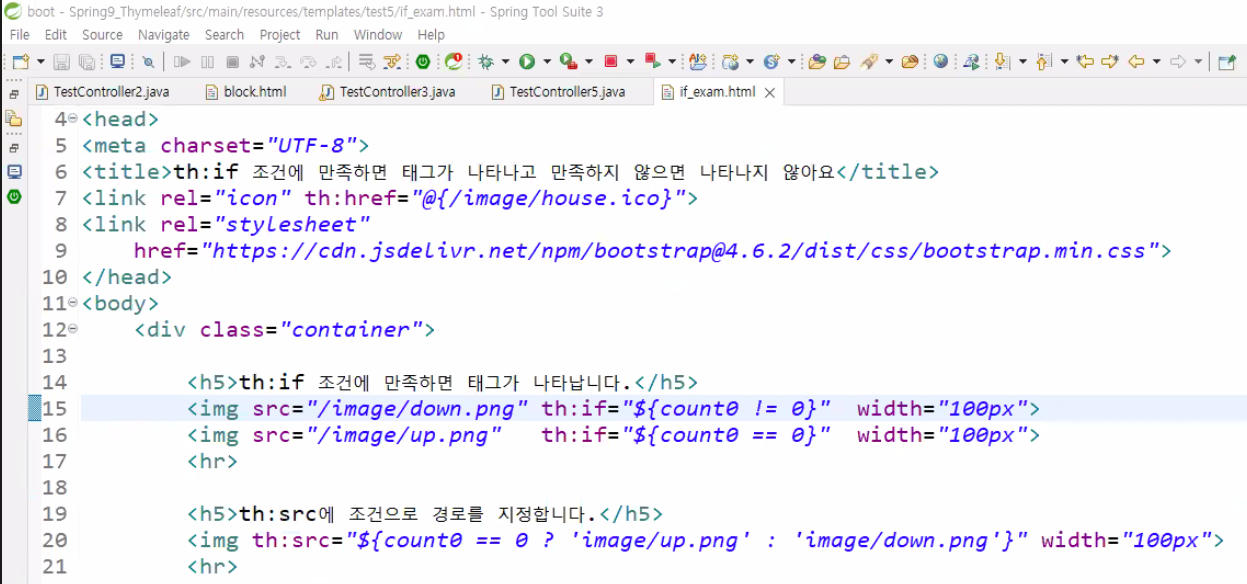 boot - Spring9_Thymeleaf/src/main/resources/templates/test5/if_exam.html - Spring Tool Suite 3
File Edit Source Navigate Search Project Run Window Help
TestController2.java block.html TestController3.java TestController5.java if_exam.html
4 <head>
5 <meta charset="UTF-8">
6 <title>th:if 조건에 만족하면 태그가 나타나고 만족하지 않으면 나타나지 않아요</title>
7 <link rel="icon" th:href="@{/image/house.ico}">
8 <link rel="stylesheet"
9 href="https://cdn.jsdelivr.net/npm/bootstrap@4.6.2/dist/css/bootstrap.min.css">
10 </head>
11 <body>
12 <div class="container">
13
14 <h5>th:if 조건에 만족하면 태그가 나타납니다.</h5>
15 <img src="/image/down.png" th:if="${count0 != 0}" width="100px">
16 <img src="/image/up.png" th:if="${count0 == 0}" width="100px">
17 <hr>
18
19 <h5>th:src에 조건으로 경로를 지정합니다.</h5>
20 <img th:src="${count0 == 0 ? 'image/up.png' : 'image/down.png'}" width="100px">
21 <hr>